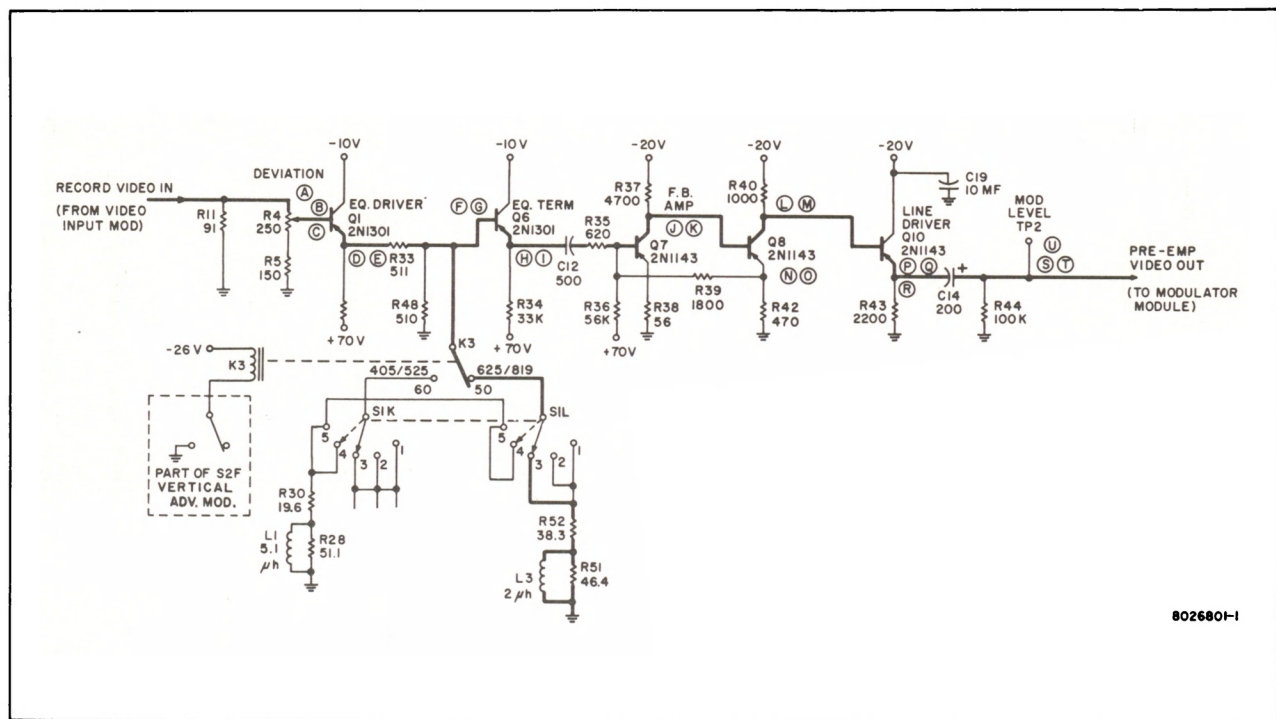 -10V
-10V
-20V
-20V
-20V
DEVIATION
RECORD VIDEO IN
(FROM VIDEO
INPUT MOD)
R11
91
R4
250
R5
150
A
B
C
EQ. DRIVER
Q1
2N1301
D E
R33
511
R48
510
+70V
F G
EQ. TERM
Q6
2N1301
H I
R34
33K
+70V
C12
500
R35
620
R37
4700
F.B.
AMP
J K
Q7
2N1143
R36
56K
+70V
R38
56
R39
1800
R40
1000
L M
Q8
2N1143
N O
R42
470
C19
10 MF
LINE
DRIVER
Q10
2N1143
P Q
R
R43
2200
C14
200
+
R44
100K
MOD
LEVEL
TP2
U
S T
PRE-EMP
VIDEO OUT
(TO MODULATOR
MODULE)
-26V
K3
K3
405/525
625/819
60
50
PART OF S2F
VERTICAL
ADV. MOD.
S1K
5
4
3
2
1
S1L
5
4
3
2
1
R30
19.6
L1
5.1
μh
R28
51.1
R52
38.3
L3
2 μh
R51
46.4
8026801-1